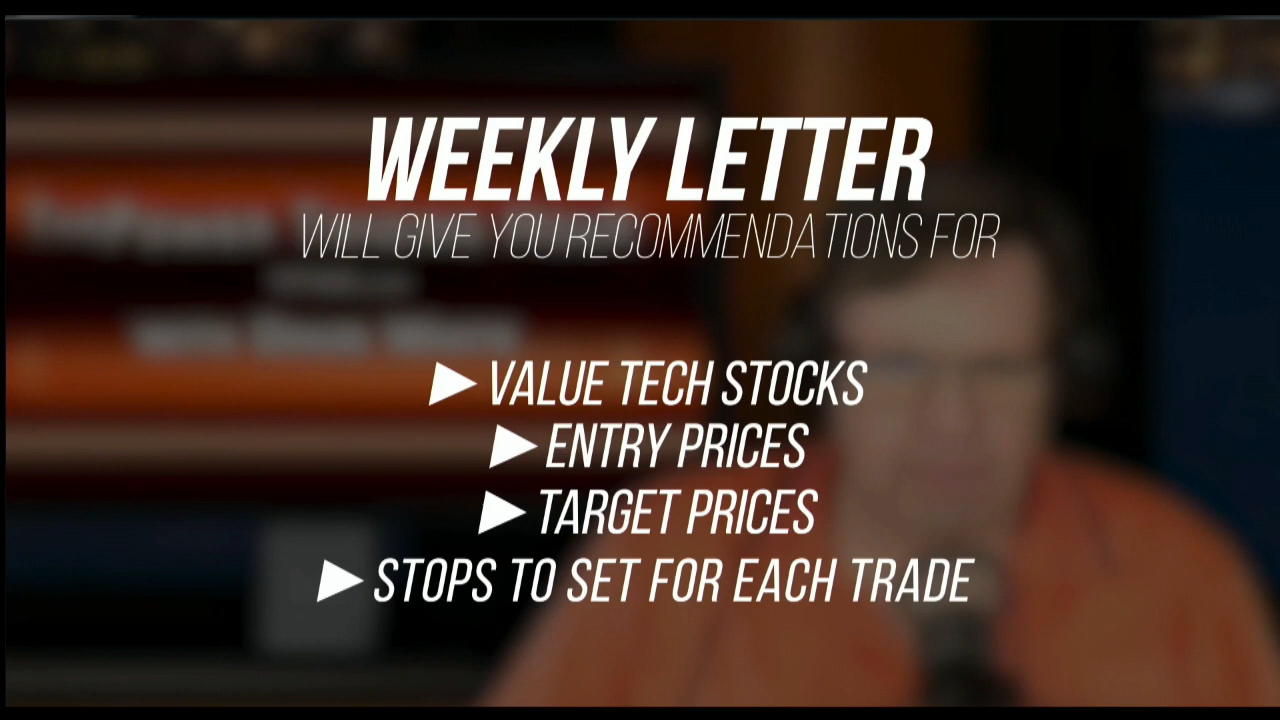 WEEKLY LETTER
WILL GIVE YOU RECOMMENDATIONS FOR
▶ VALUE TECH STOCKS
▶ ENTRY PRICES
▶ TARGET PRICES
▶ STOPS TO SET FOR EACH TRADE